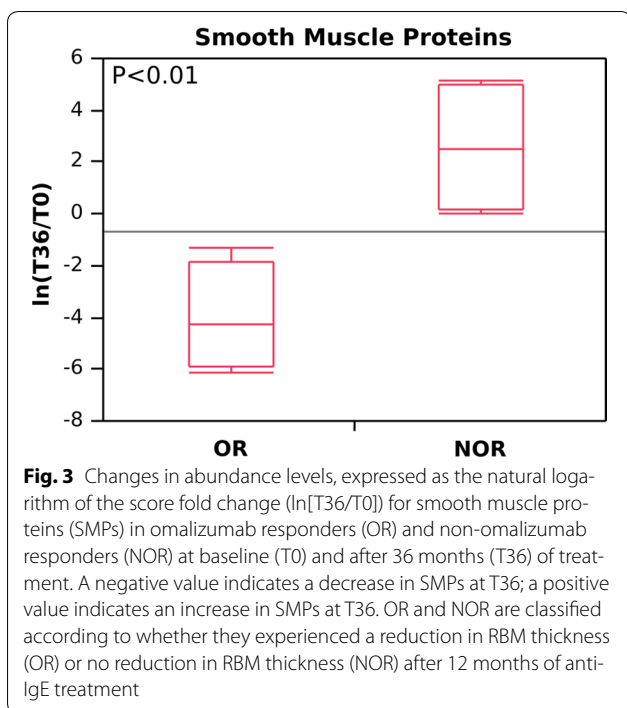 Smooth Muscle Proteins
P<0.01
6
4
2
0
-2
-4
-6
-8
ln(T36/T0)
OR NOR
Fig. 3 Changes in abundance levels, expressed as the natural loga-
rithm of the score fold change (ln[T36/T0]) for smooth muscle pro-
teins (SMPs) in omalizumab responders (OR) and non-omalizumab
responders (NOR) at baseline (T0) and after 36 months (T36) of treat-
ment. A negative value indicates a decrease in SMPs at T36; a positive
value indicates an increase in SMPs at T36. OR and NOR are classified
according to whether they experienced a reduction in RBM thickness
(OR) or no reduction in RBM thickness (NOR) after 12 months of anti-
IgE treatment